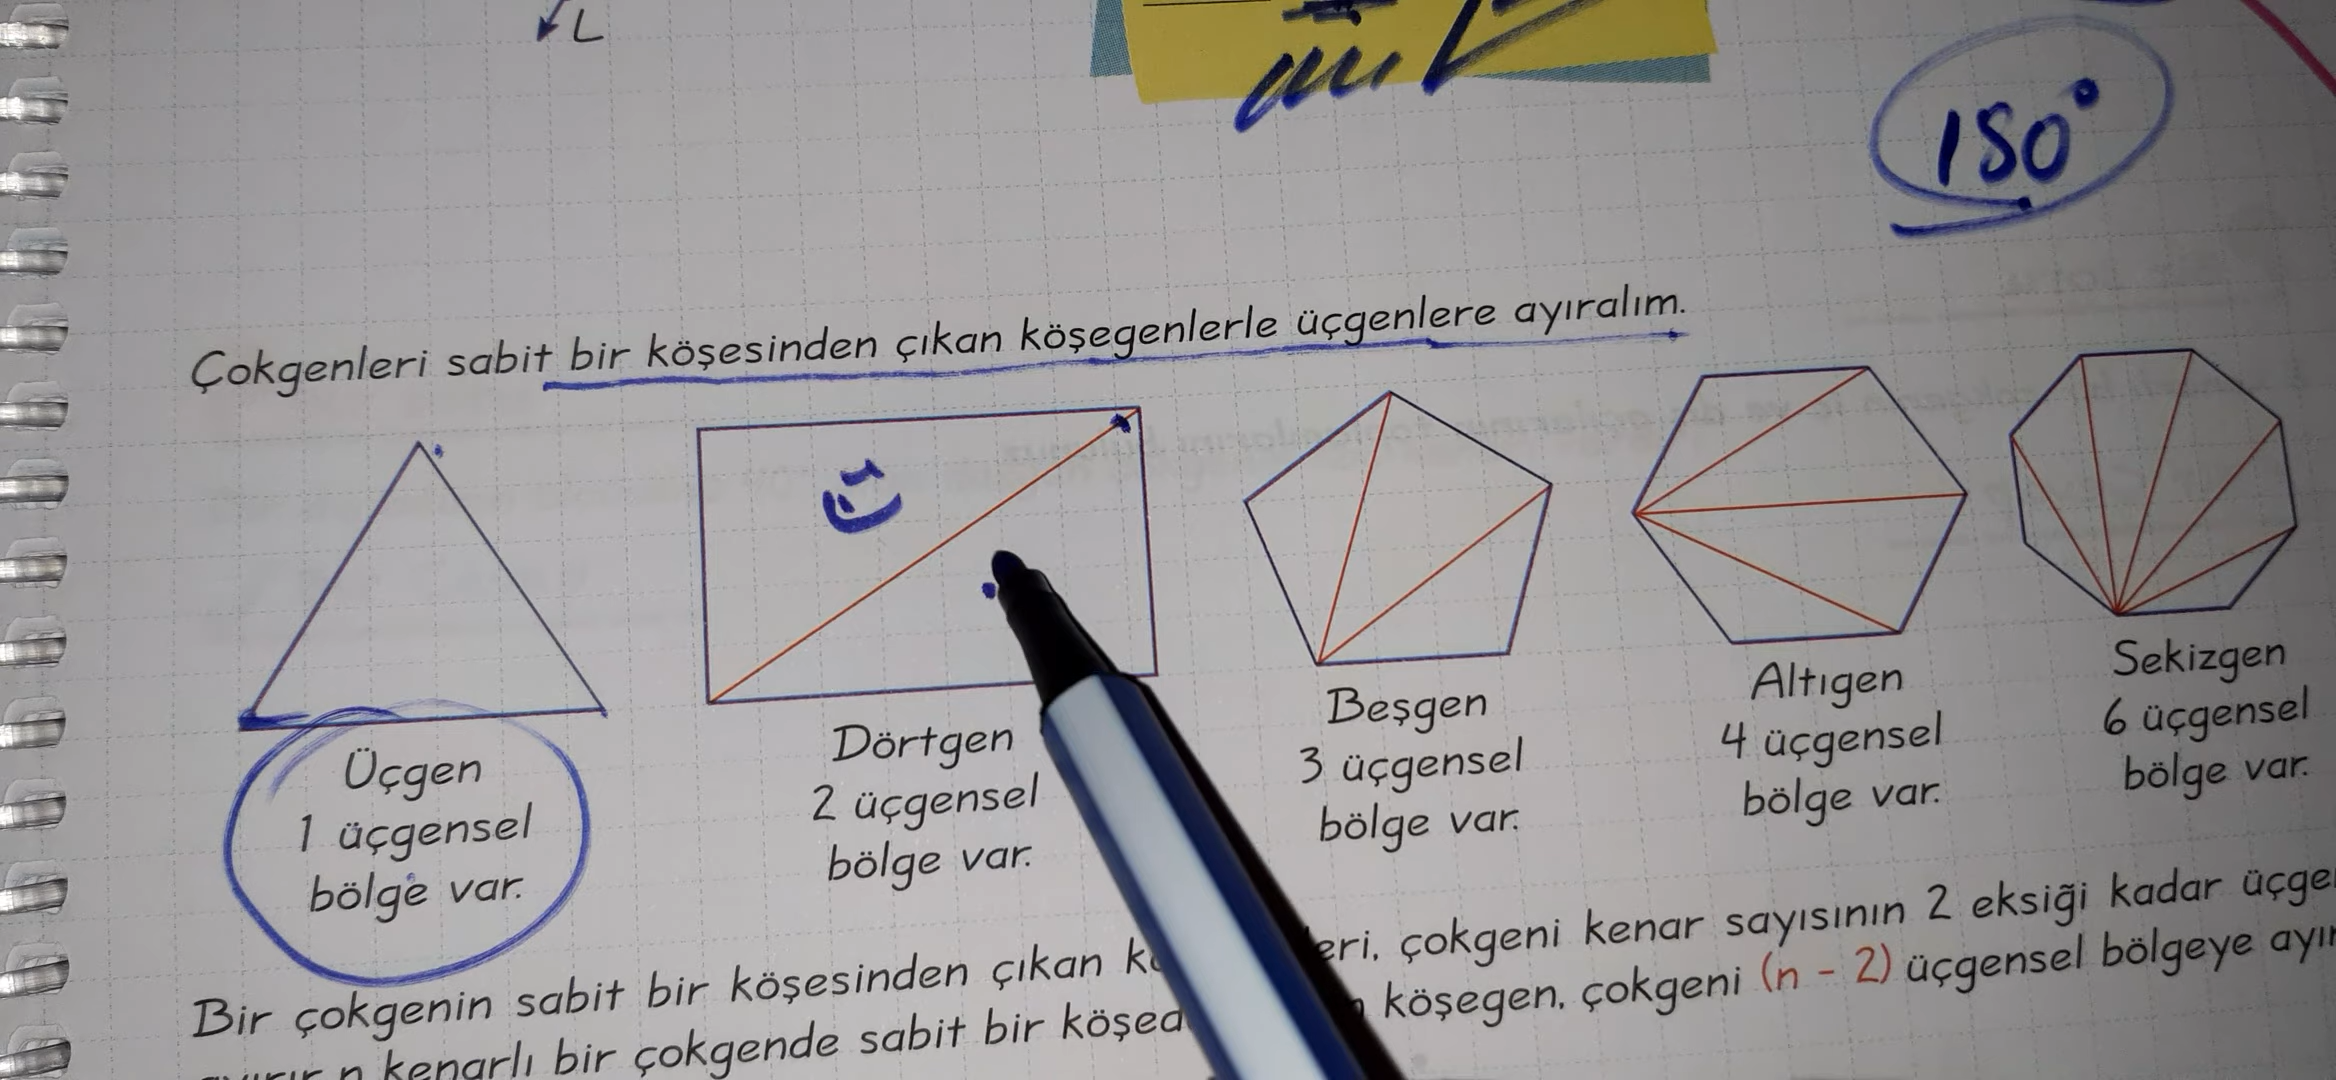 L
180°
Çokgenleri sabit bir köşesinden çıkan köşegenlerle üçgenlere ayıralım.
Üçgen
1 üçgensel
bölge var.
Dörtgen
2 üçgensel
bölge var.
Beşgen
3 üçgensel
bölge var.
Altıgen
4 üçgensel
bölge var.
Sekizgen
6 üçgensel
bölge var.
Bir çokgenin sabit bir köşesinden çıkan çokgeni kenar sayısının 2 eksiği kadar
n kenarlı bir çokgende sabit bir köşegen, çokgeni (n - 2) üçgensel bölgeye